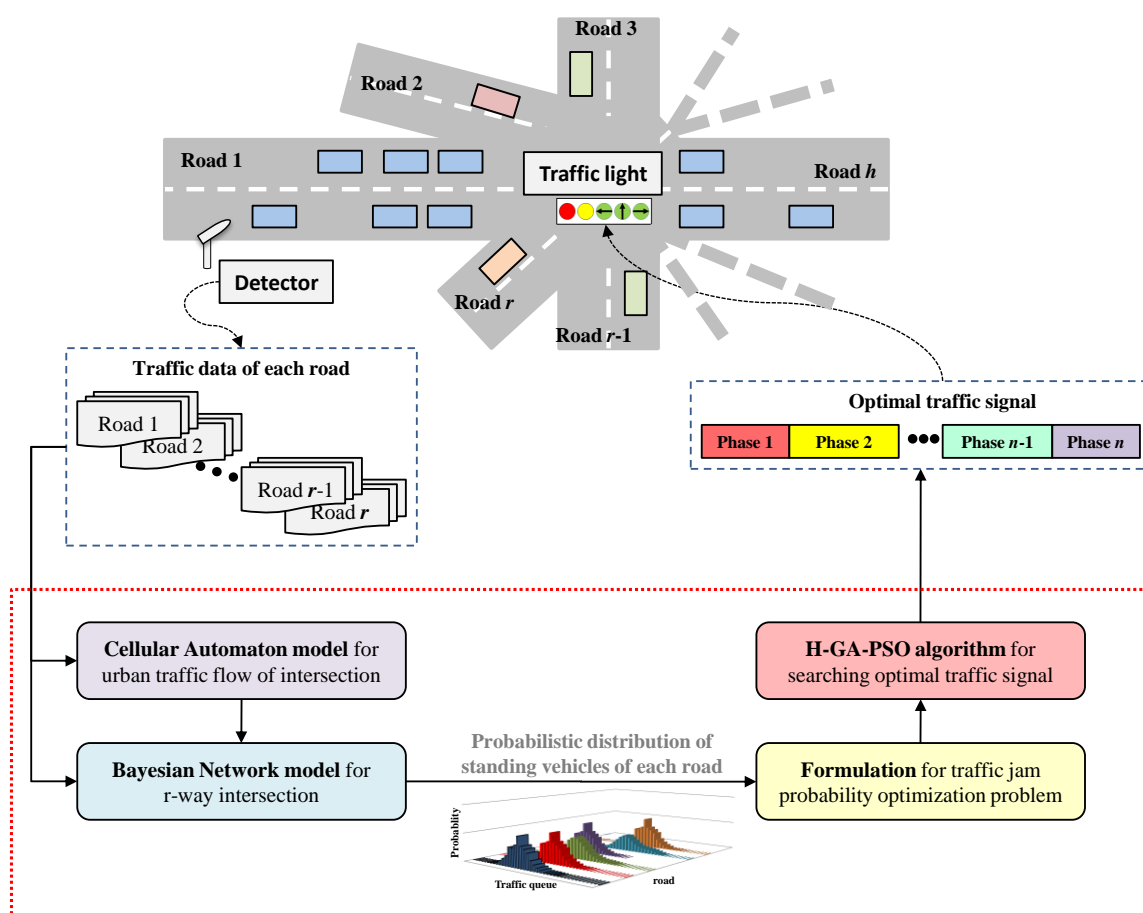 Road 3
Road 2
Road 1
Traffic light
Road h
Detector
Road r
Road r-1
Traffic data of each road
Road 1
Road 2
Road r-1
Road r
Optimal traffic signal
Phase 1
Phase 2
Phase n-1
Phase n
Cellular Automaton model for
urban traffic flow of intersection
H-GA-PSO algorithm for
searching optimal traffic signal
Bayesian Network model for
r-way intersection
Probabilistic distribution of
standing vehicles of each road
Formulation for traffic jam
probability optimization problem
Probablity
Traffic queue
road